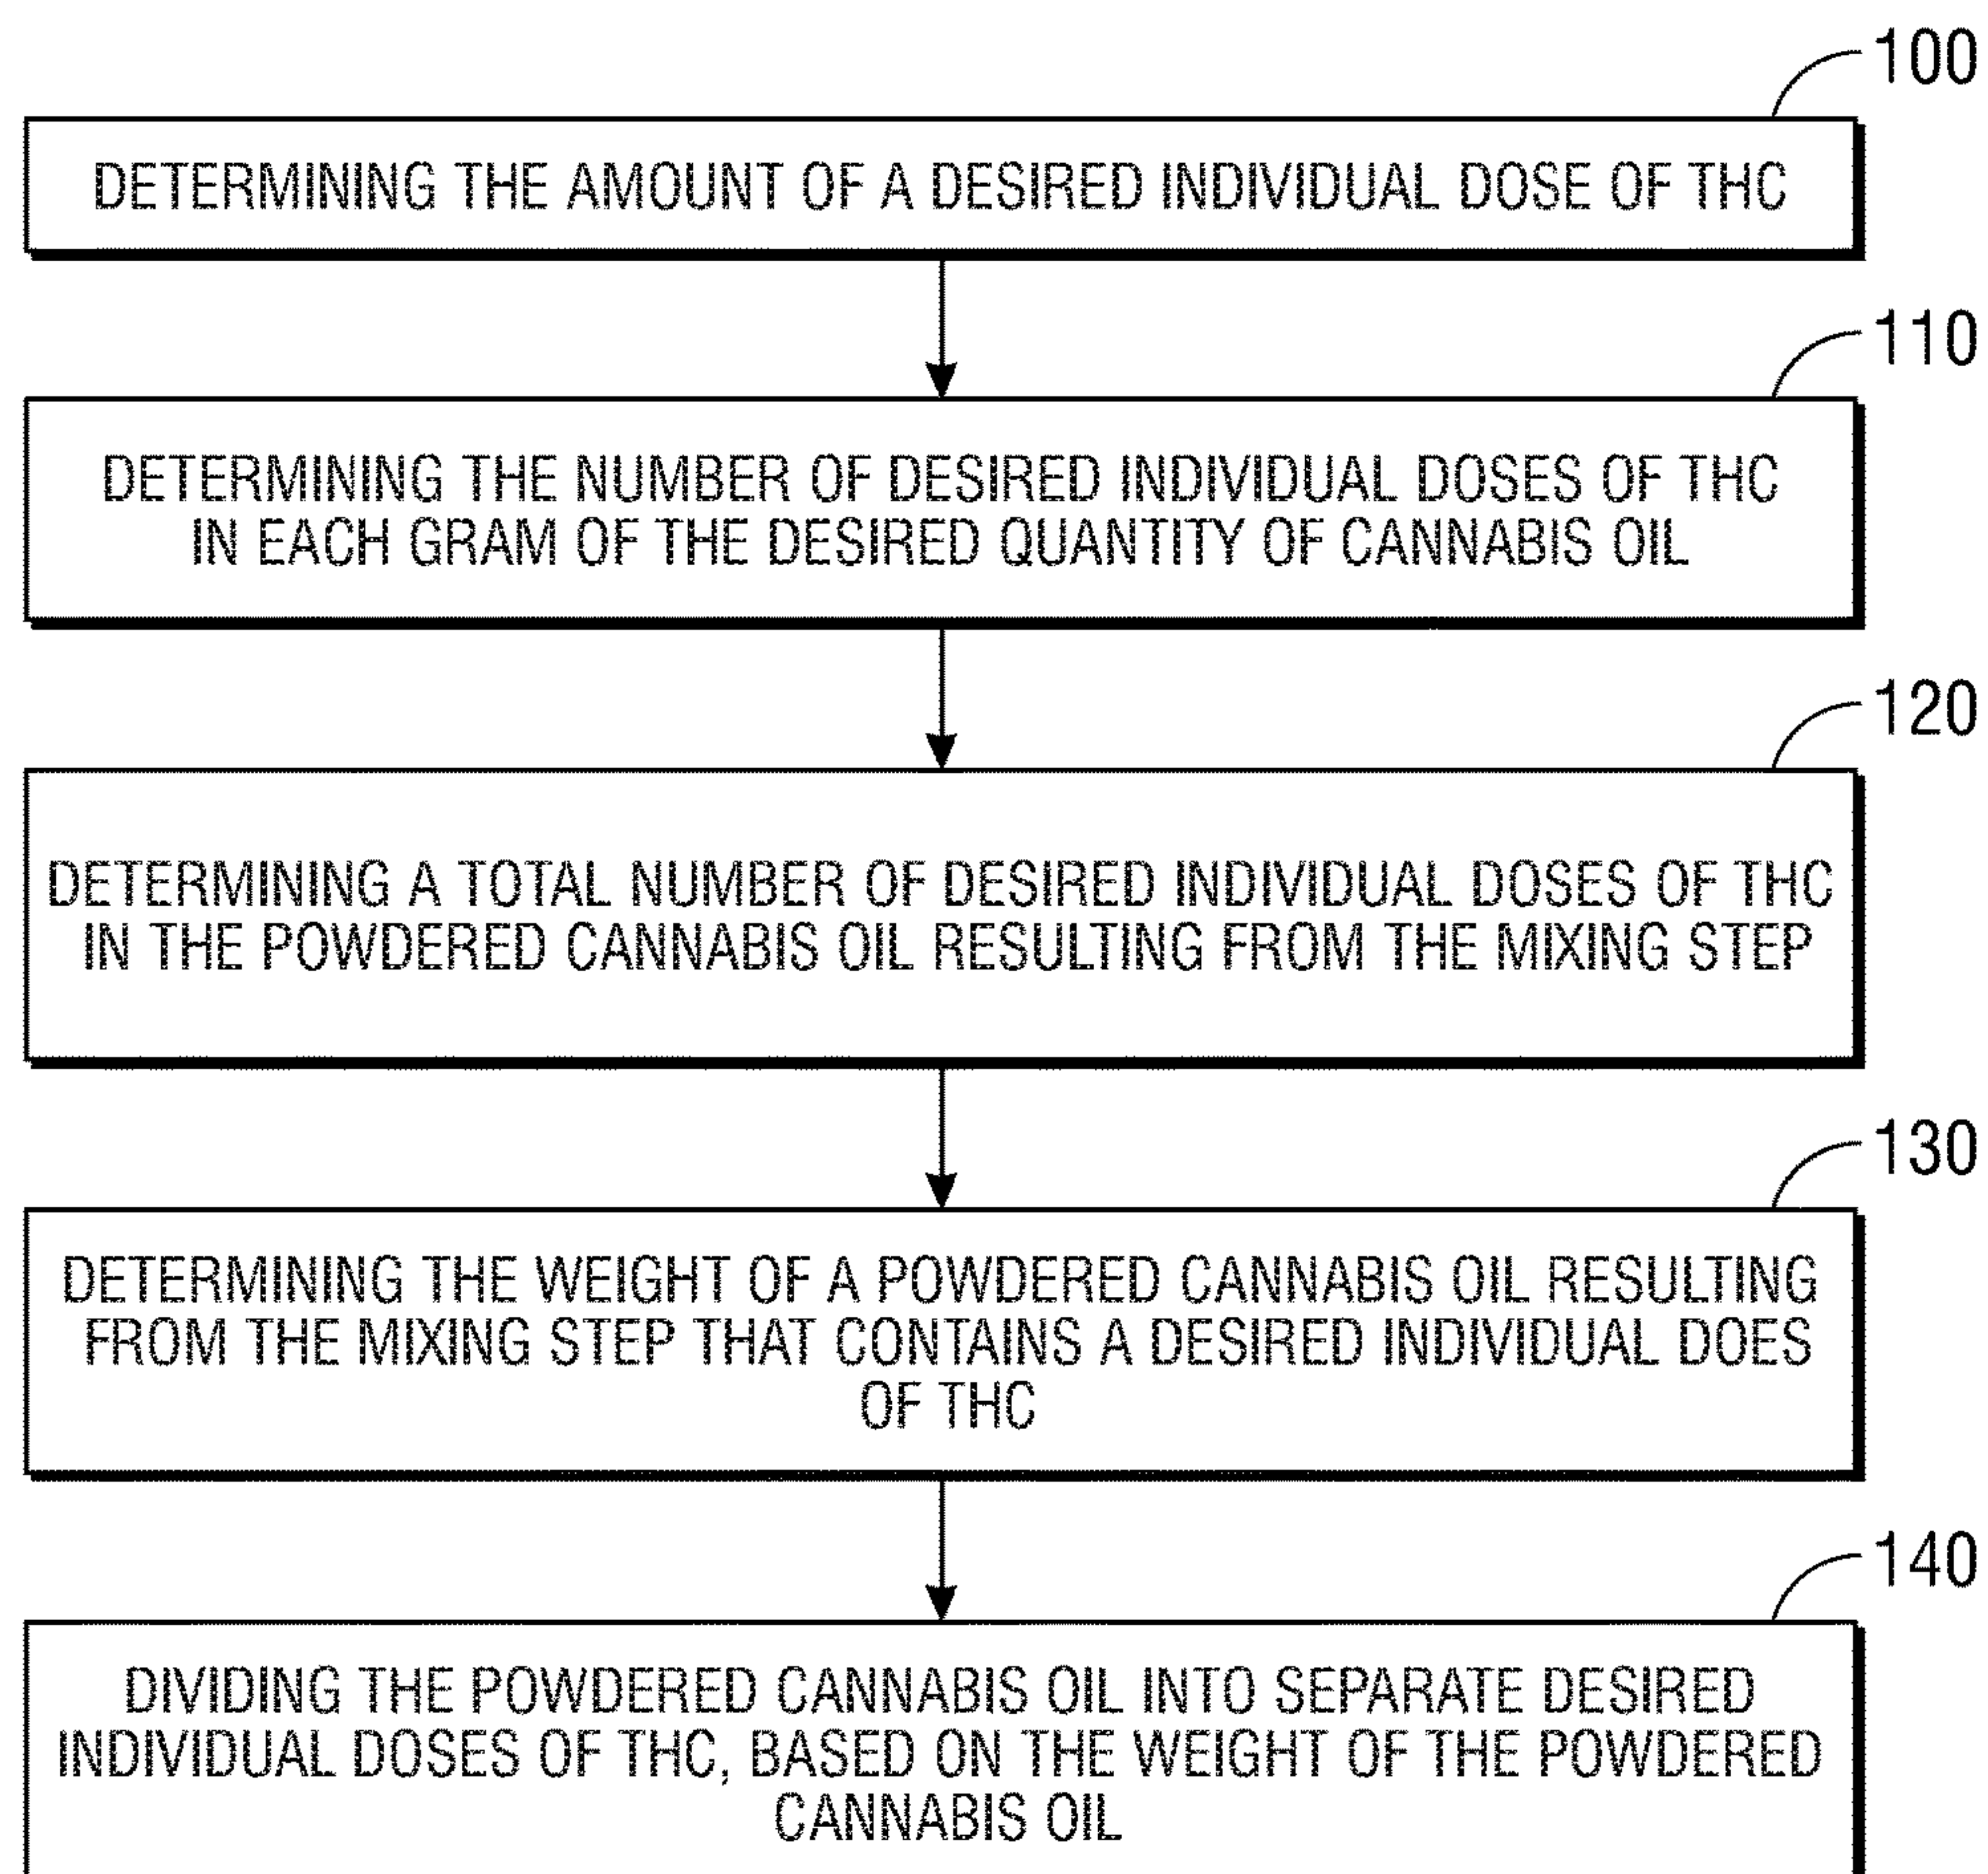 100
DETERMINING THE AMOUNT OF A DESIRED INDIVIDUAL DOSE OF THC
110
DETERMINING THE NUMBER OF DESIRED INDIVIDUAL DOSES OF THC
IN EACH GRAM OF THE DESIRED QUANTITY OF CANNABIS OIL
120
DETERMINING A TOTAL NUMBER OF DESIRED INDIVIDUAL DOSES OF THC
IN THE POWDERED CANNABIS OIL RESULTING FROM THE MIXING STEP
130
DETERMINING THE WEIGHT OF A POWDERED CANNABIS OIL RESULTING
FROM THE MIXING STEP THAT CONTAINS A DESIRED INDIVIDUAL DOES
OF THC
140
DIVIDING THE POWDERED CANNABIS OIL INTO SEPARATE DESIRED
INDIVIDUAL DOSES OF THC, BASED ON THE WEIGHT OF THE POWDERED
CANNABIS OIL